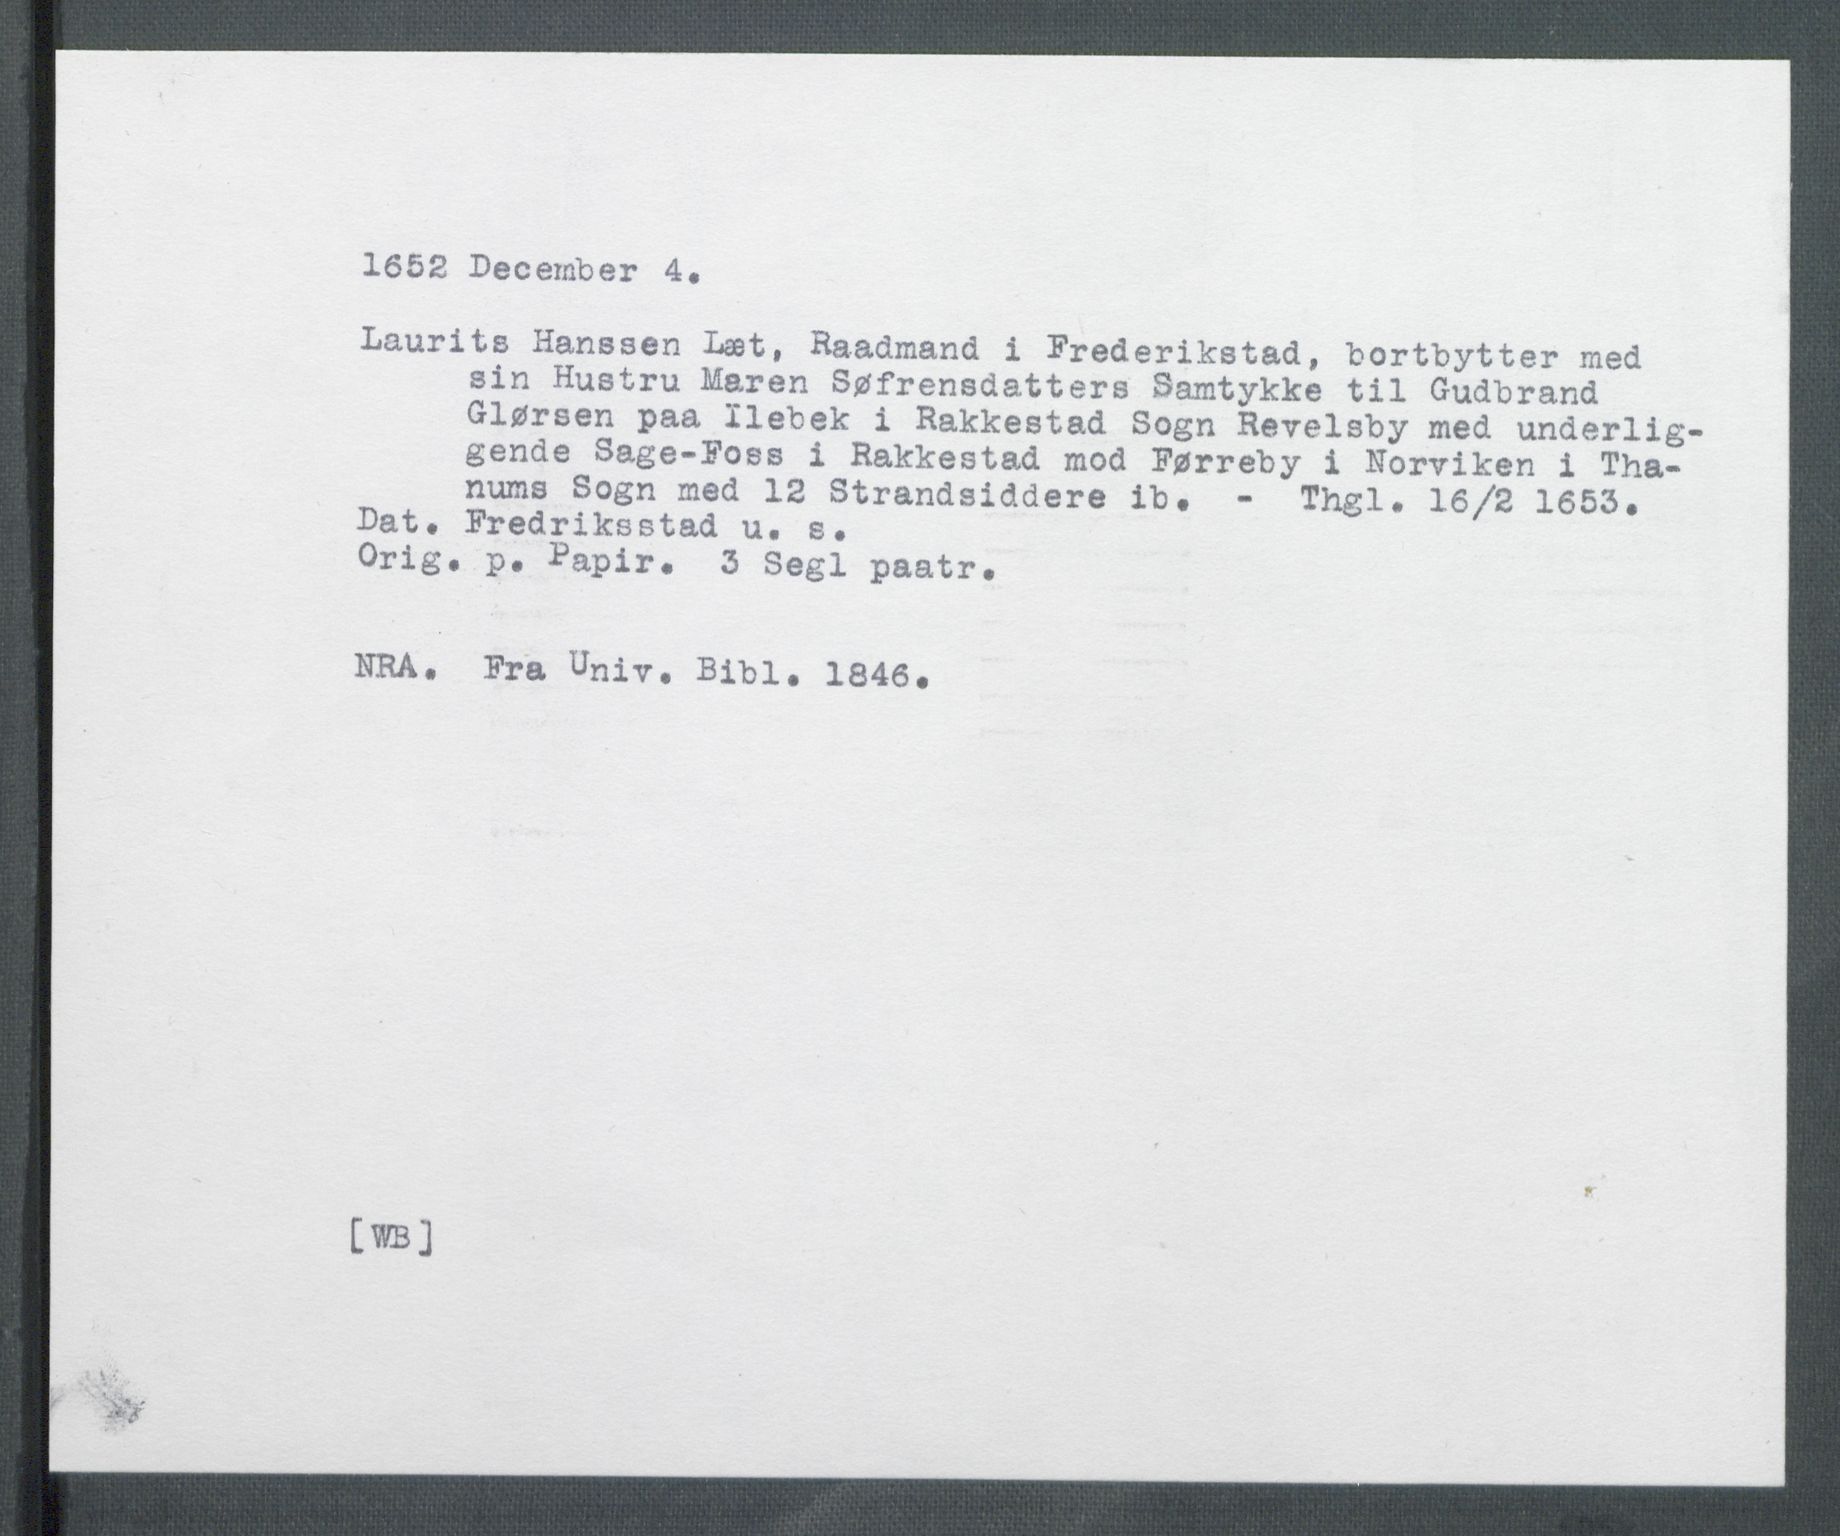 1652 December 4.
Laurits Hanssen Læt, Raadmand i Frederikstad, bortbytter med
sin Hustru Maren Søfrensdatters Samtykke til Gudbrand
Glørsen paa Ilebek i Rakkestad Sogn Revelsby med underlig-
gende Sage-Foss i Rakkestad mod Førreby i Norviken i Tha-
nums Sogn med 12 Strandsiddere ib. - Thgl. 16/2 1653.
Dat. Fredriksstad u. s.
Orig. p. Papir. 3 Segl paatr.
NRA. Fra Univ. Bibl. 1846.
[WB]